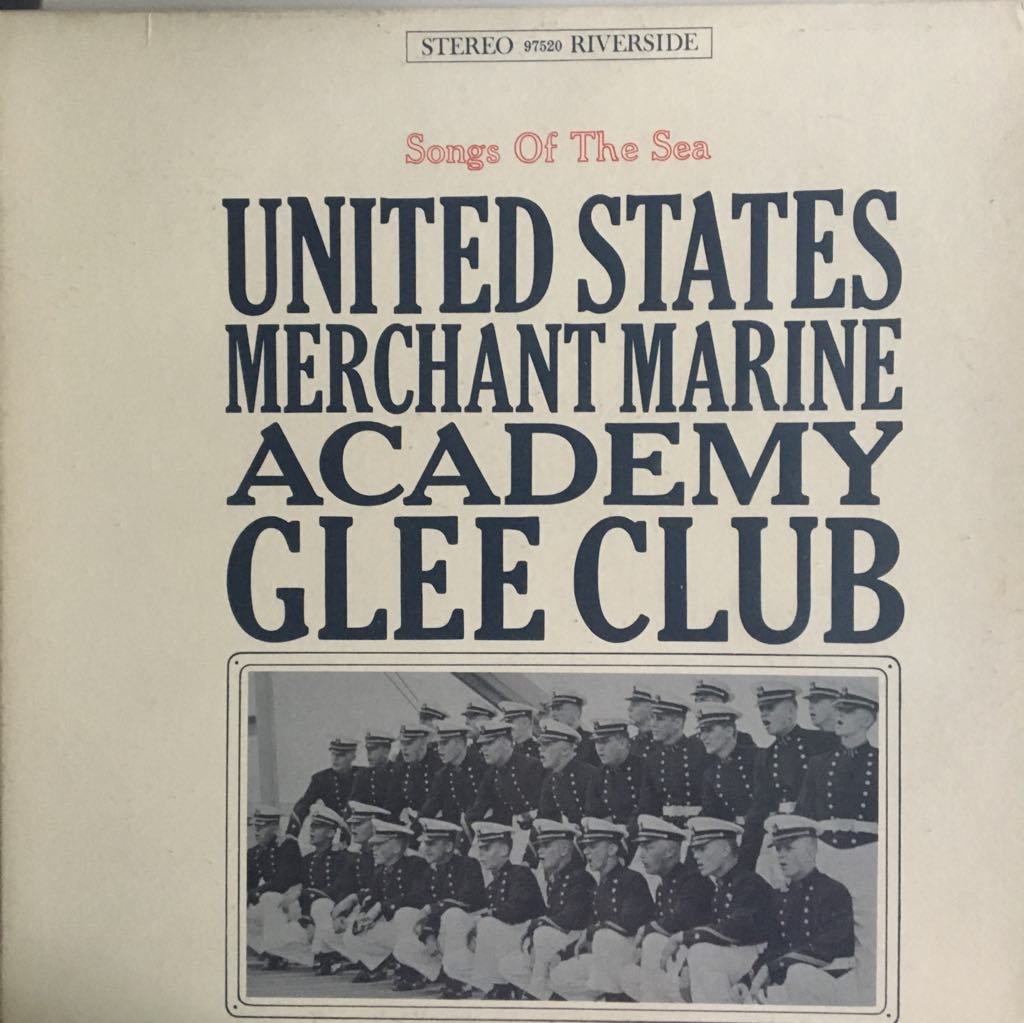 STEREO 97520 RIVERSIDE
Songs Of The Sea
UNITED STATES
MERCHANT MARINE
ACADEMY
GLEE CLUB